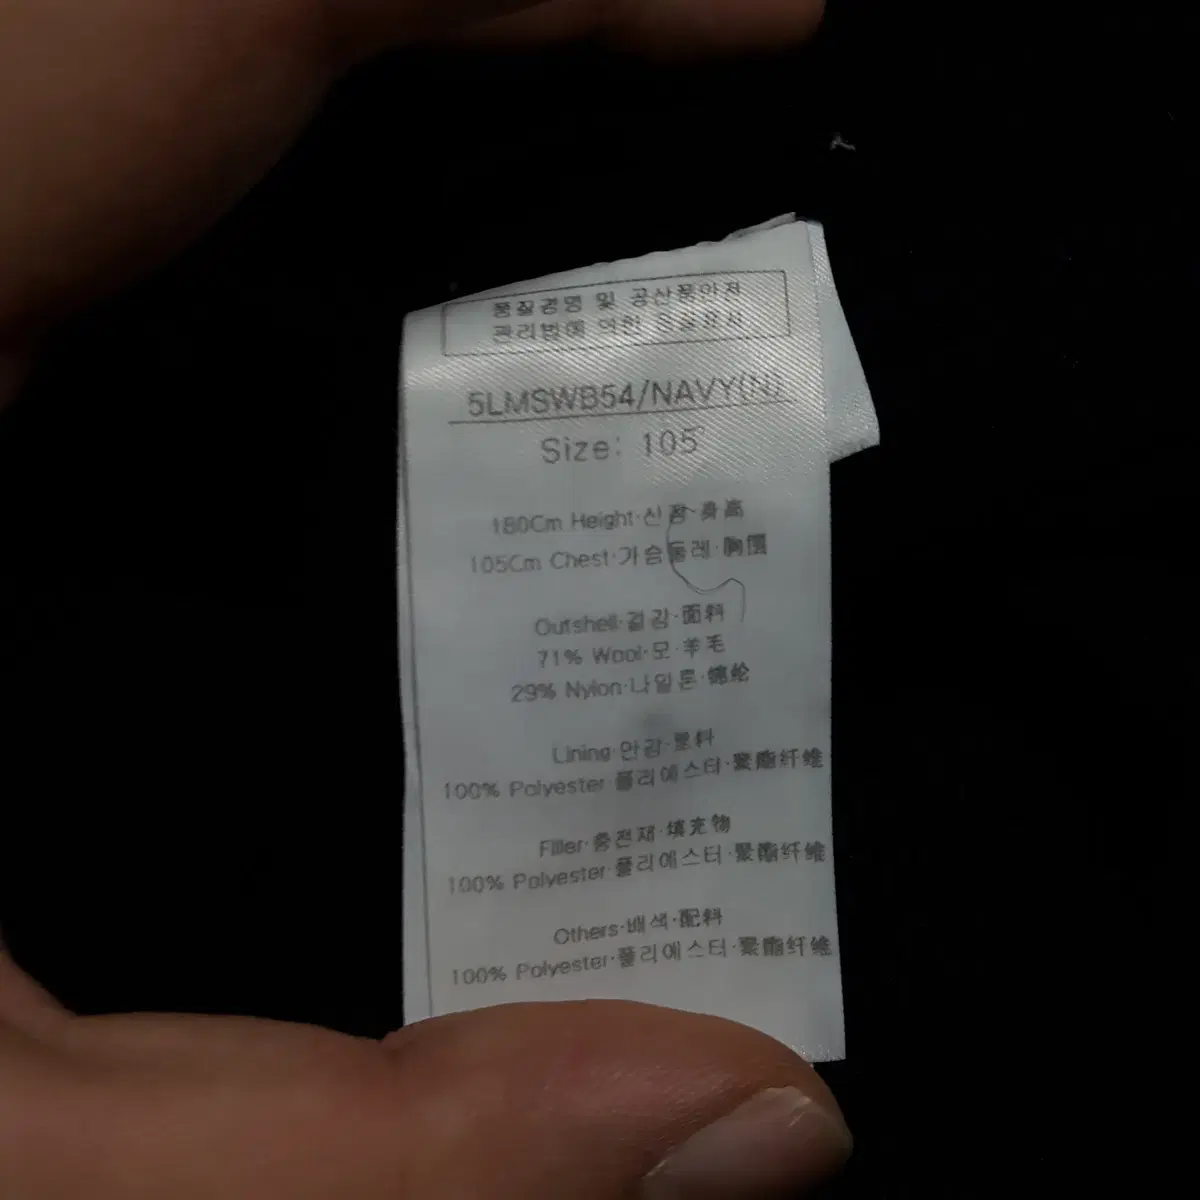 품질경영 및 공산품안전
관리법에 의한 품질표시
5LMSWB54/NAVY(N)
Size: 105
180Cm Height·신장·身高
105Cm Chest·가슴둘레·胸围
Outshell·겉감·面料
71% Wool·모·羊毛
29% Nylon·나일론·锦纶
Lining·안감·里料
100% Polyester·폴리에스터·聚酯纤维
Filler·충전재·填充物
100% Polyester·폴리에스터·聚酯纤维
Others·배색·配料
100% Polyester·폴리에스터·聚酯纤维